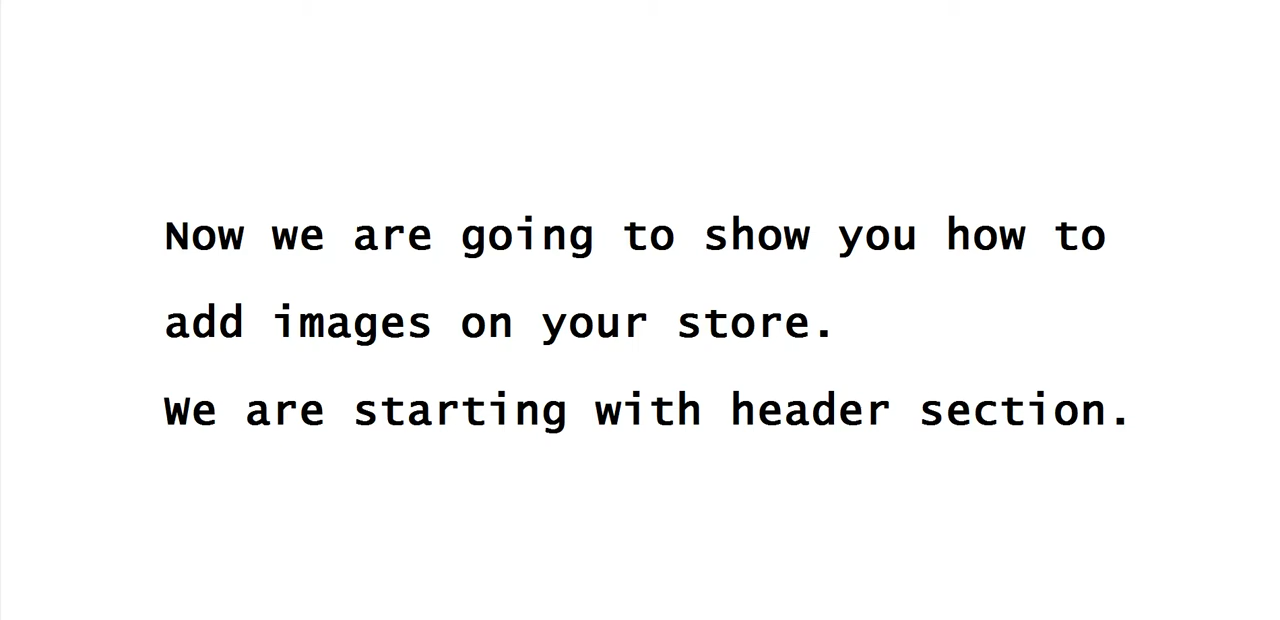 Now we are going to show you how to
add images on your store.
We are starting with header section.